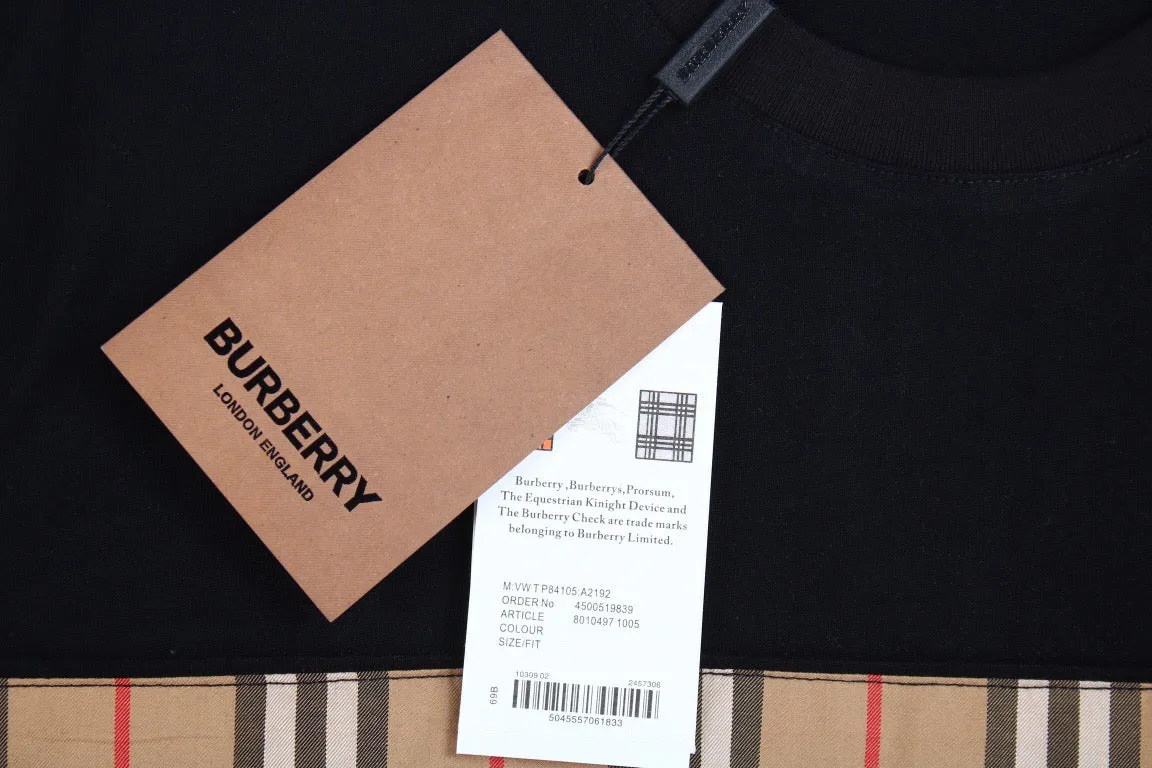 BURBERRY
LONDON ENGLAND
Burberry ,Burberrys,Prorsum,
The Equestrian Kinight Device and
The Burberry Check are trade marks
belonging to Burberry Limited.
M:VW T P84105:A2192
ORDER No 4500519839
ARTICLE 8010497 1005
COLOUR
SIZE/FIT
10309.02 2457306
69B
5045557061833